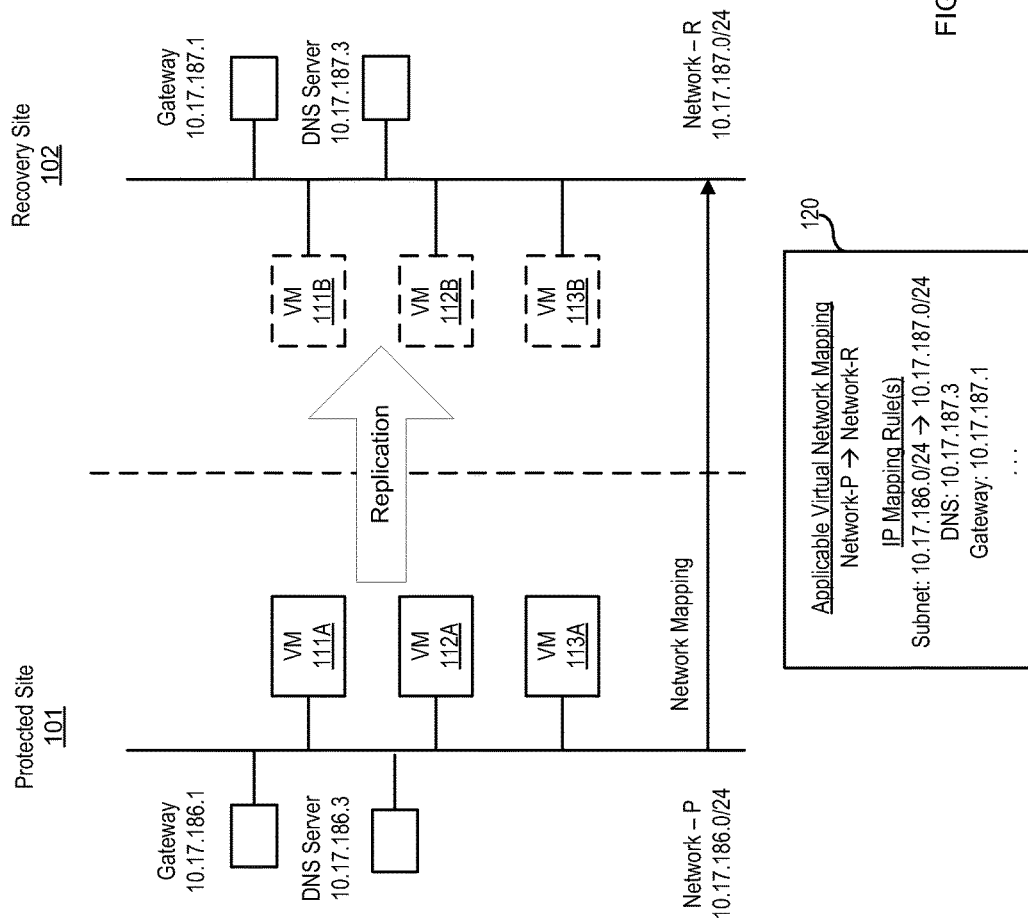 Protected Site
101
Recovery Site
102
Gateway
10.17.186.1
DNS Server
10.17.186.3
VM
111A
VM
112A
VM
113A
Replication
VM
111B
VM
112B
VM
113B
Gateway
10.17.187.1
DNS Server
10.17.187.3
Network Mapping
Network – P
10.17.186.0/24
Network – R
10.17.187.0/24
120
Applicable Virtual Network Mapping
Network-P → Network-R
IP Mapping Rule(s)
Subnet: 10.17.186.0/24 → 10.17.187.0/24
DNS: 10.17.187.3
Gateway: 10.17.187.1
. . .
FIG